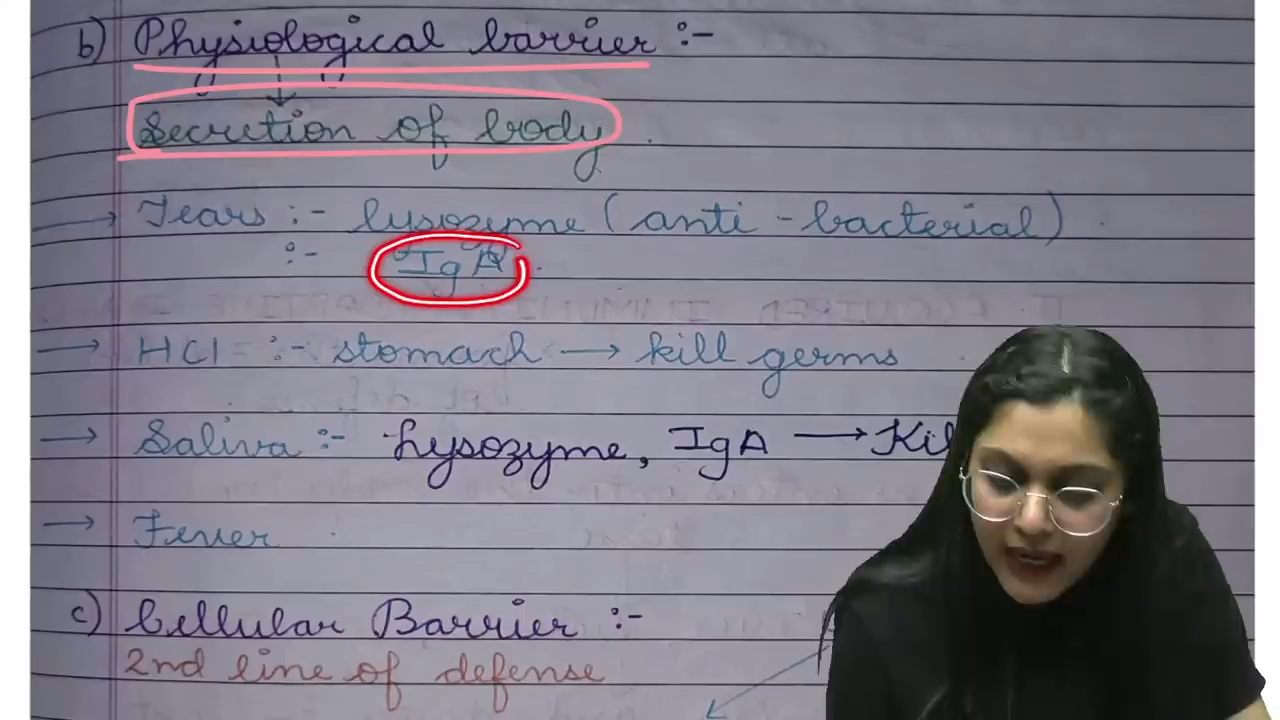 b) Physiological barrier :-
Secretion of body.
→ Tears :- lysozyme (anti-bacterial)
:- IgA.
→ HCl :- stomach → kill germs
→ Saliva :- Lysozyme, IgA →
→ Fever
c) Cellular Barrier :-
2nd line of defense